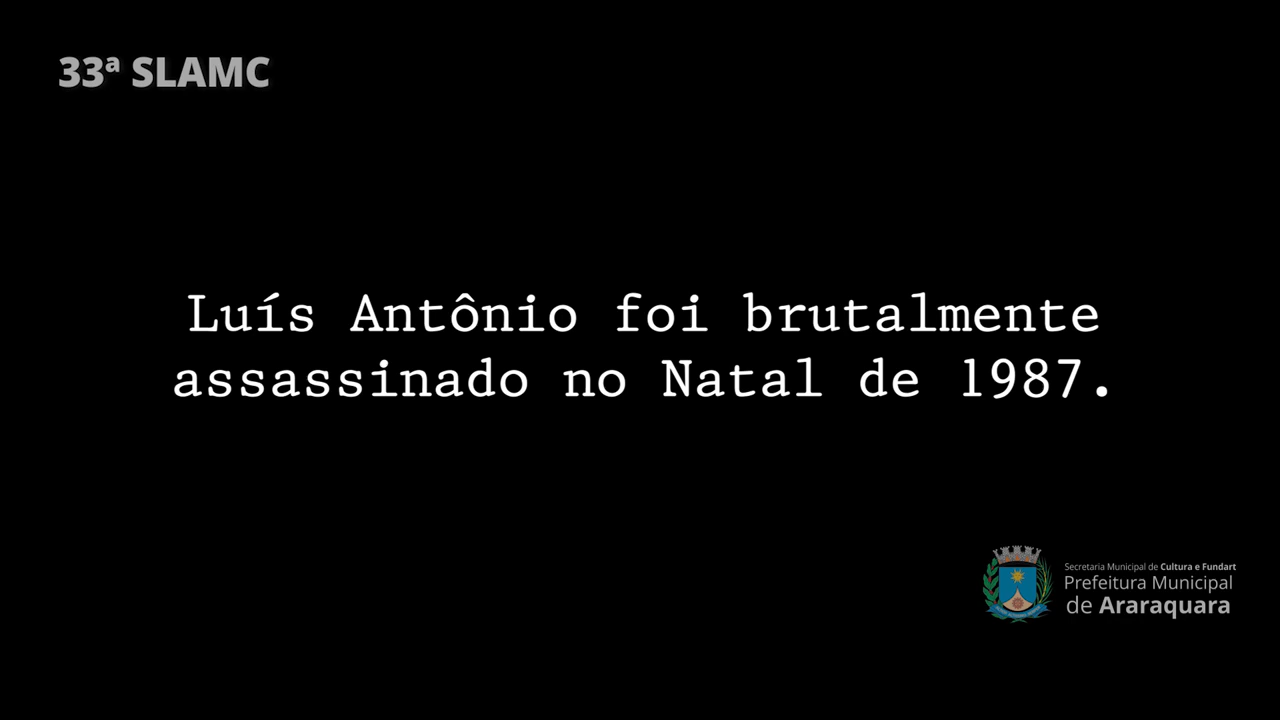 33ª SLAMC
Luís Antônio foi brutalmente
assassinado no Natal de 1987.
Secretaria Municipal de Cultura e Fundart
Prefeitura Municipal
de Araraquara